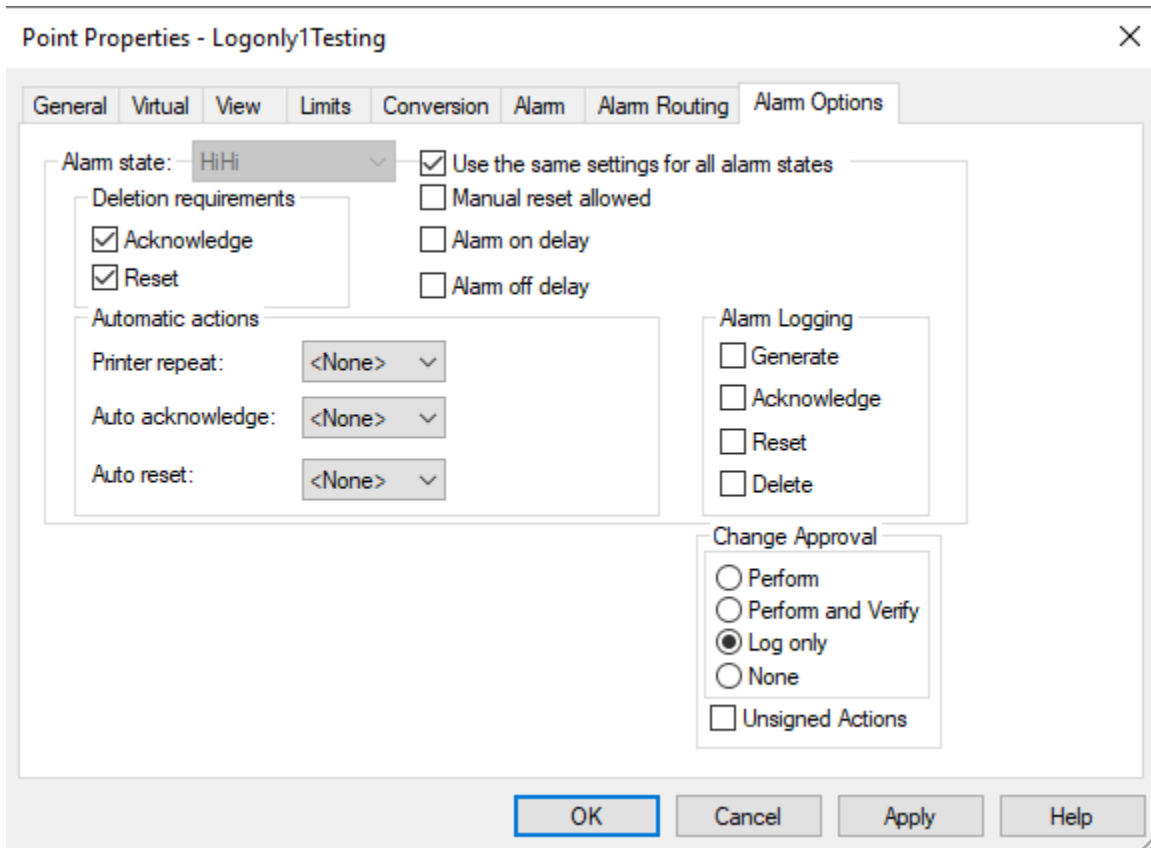 Point Properties - Logonly1Testing
General Virtual View Limits Conversion Alarm Alarm Routing Alarm Options
Alarm state: HiHi Use the same settings for all alarm states
Deletion requirements Manual reset allowed
Acknowledge Alarm on delay
Reset Alarm off delay
Automatic actions Alarm Logging
Printer repeat: <None> Generate
Auto acknowledge: <None> Acknowledge
Auto reset: <None> Reset
Delete
Change Approval
Perform
Perform and Verify
Log only
None
Unsigned Actions
OK Cancel Apply Help